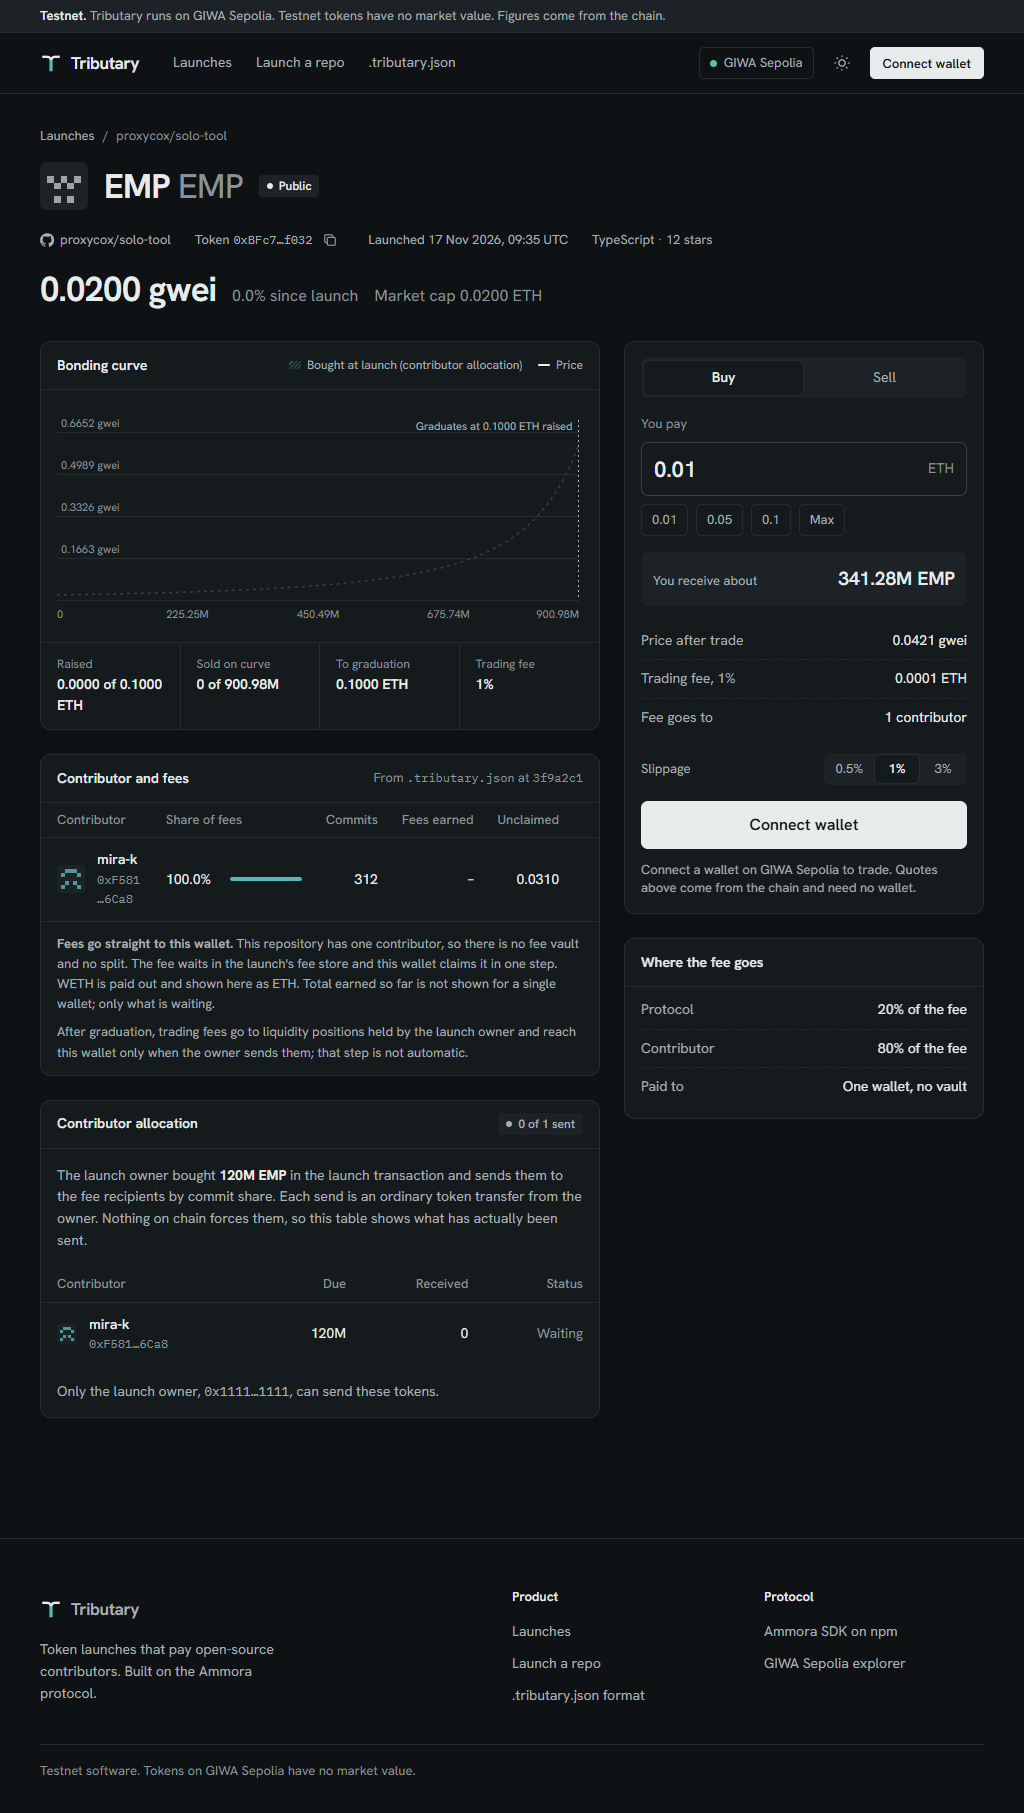 Testnet. Tributary runs on GIWA Sepolia. Testnet tokens have no market value. Figures come from the chain.
Tributary
Launches
Launch a repo
.tributary.json
GIWA Sepolia
Connect wallet
Launches / proxycox/solo-tool
EMP EMP
Public
proxycox/solo-tool
Token 0xBFc7…f032
Launched 17 Nov 2026, 09:35 UTC
TypeScript · 12 stars
0.0200 gwei
0.0% since launch
Market cap 0.0200 ETH
Bonding curve
Bought at launch (contributor allocation)
Price
0.6652 gwei
Graduates at 0.1000 ETH raised
0.4989 gwei
0.3326 gwei
0.1663 gwei
0
225.25M
450.49M
675.74M
900.98M
Raised
0.0000 of 0.1000
ETH
Sold on curve
0 of 900.98M
To graduation
0.1000 ETH
Trading fee
1%
Buy
Sell
You pay
0.01
ETH
0.01
0.05
0.1
Max
You receive about
341.28M EMP
Price after trade
0.0421 gwei
Trading fee, 1%
0.0001 ETH
Fee goes to
1 contributor
Slippage
0.5%
1%
3%
Connect wallet
Connect a wallet on GIWA Sepolia to trade. Quotes
above come from the chain and need no wallet.
Contributor and fees
From .tributary.json at 3f9a2c1
Contributor
Share of fees
Commits
Fees earned
Unclaimed
mira-k
0xF581
…6Ca8
100.0%
312
–
0.0310
Fees go straight to this wallet. This repository has one contributor, so there is no fee vault
and no split. The fee waits in the launch's fee store and this wallet claims it in one step.
WETH is paid out and shown here as ETH. Total earned so far is not shown for a single
wallet; only what is waiting.
After graduation, trading fees go to liquidity positions held by the launch owner and reach
this wallet only when the owner sends them; that step is not automatic.
Where the fee goes
Protocol
20% of the fee
Contributor
80% of the fee
Paid to
One wallet, no vault
Contributor allocation
0 of 1 sent
The launch owner bought 120M EMP in the launch transaction and sends them to
the fee recipients by commit share. Each send is an ordinary token transfer from the
owner. Nothing on chain forces them, so this table shows what has actually been
sent.
Contributor
Due
Received
Status
mira-k
0xF581…6Ca8
120M
0
Waiting
Only the launch owner, 0x1111…1111, can send these tokens.
Tributary
Token launches that pay open-source
contributors. Built on the Ammora
protocol.
Product
Launches
Launch a repo
.tributary.json format
Protocol
Ammora SDK on npm
GIWA Sepolia explorer
Testnet software. Tokens on GIWA Sepolia have no market value.